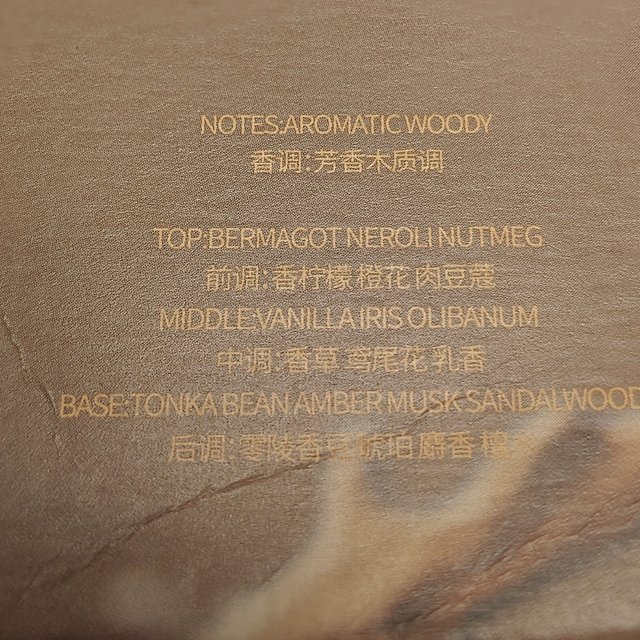 NOTES:AROMATIC WOODY
香调:芳香木质调
TOP:BERMAGOT NEROLI NUTMEG
前调:香柠檬 橙花 肉豆蔻
MIDDLE:VANILLA IRIS OLIBANUM
中调:香草 鸢尾花 乳香
BASE:TONKA BEAN AMBER MUSK SANDALWOOD
后调:零陵香豆 琥珀 麝香 檀香